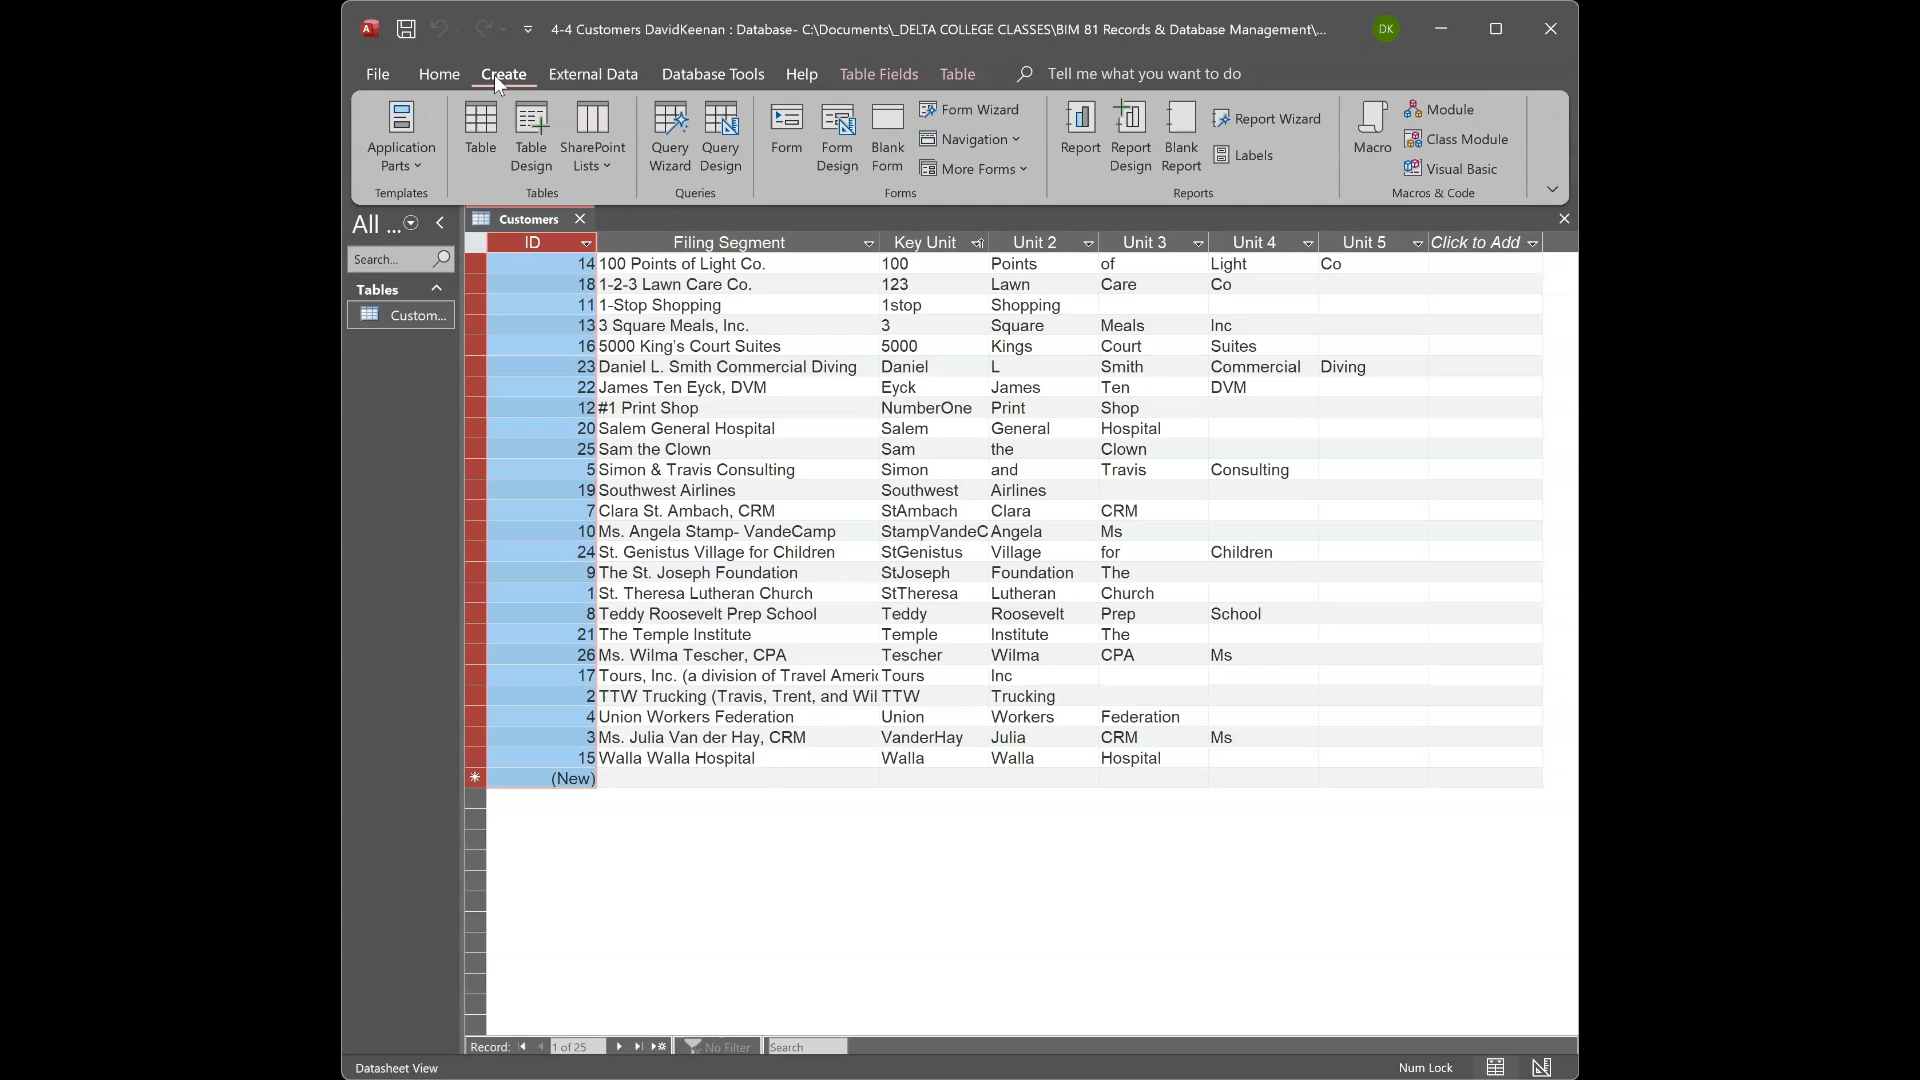 4-4 Customers DavidKeenan : Database- C:\Documents\_DELTA COLLEGE CLASSES\BIM 81 Records & Database Management\...
DK
File Home Create External Data Database Tools Help Table Fields Table Tell me what you want to do
Application Parts
Templates
Table
Table Design
SharePoint Lists
Tables
Query Wizard
Query Design
Queries
Form
Form Design
Blank Form
Form Wizard
Navigation
More Forms
Forms
Report
Report Design
Blank Report
Report Wizard
Labels
Reports
Macro
Module
Class Module
Visual Basic
Macros & Code
All ...
Search...
Tables
Custom...
Customers
ID Filing Segment Key Unit Unit 2 Unit 3 Unit 4 Unit 5 Click to Add
14 100 Points of Light Co. 100 Points of Light Co
18 1-2-3 Lawn Care Co. 123 Lawn Care Co
11 1-Stop Shopping 1stop Shopping
13 3 Square Meals, Inc. 3 Square Meals Inc
16 5000 King's Court Suites 5000 Kings Court Suites
23 Daniel L. Smith Commercial Diving Daniel L Smith Commercial Diving
22 James Ten Eyck, DVM Eyck James Ten DVM
12 #1 Print Shop NumberOne Print Shop
20 Salem General Hospital Salem General Hospital
25 Sam the Clown Sam the Clown
5 Simon & Travis Consulting Simon and Travis Consulting
19 Southwest Airlines Southwest Airlines
7 Clara St. Ambach, CRM StAmbach Clara CRM
10 Ms. Angela Stamp- VandeCamp StampVandeC Angela Ms
24 St. Genistus Village for Children StGenistus Village for Children
9 The St. Joseph Foundation StJoseph Foundation The
1 St. Theresa Lutheran Church StTheresa Lutheran Church
8 Teddy Roosevelt Prep School Teddy Roosevelt Prep School
21 The Temple Institute Temple Institute The
26 Ms. Wilma Tescher, CPA Tescher Wilma CPA Ms
17 Tours, Inc. (a division of Travel Americ Tours Inc
2 TTW Trucking (Travis, Trent, and Wil TTW Trucking
4 Union Workers Federation Union Workers Federation
3 Ms. Julia Van der Hay, CRM VanderHay Julia CRM Ms
15 Walla Walla Hospital Walla Walla Hospital
(New)
Record: 1 of 25 No Filter Search
Datasheet View Num Lock